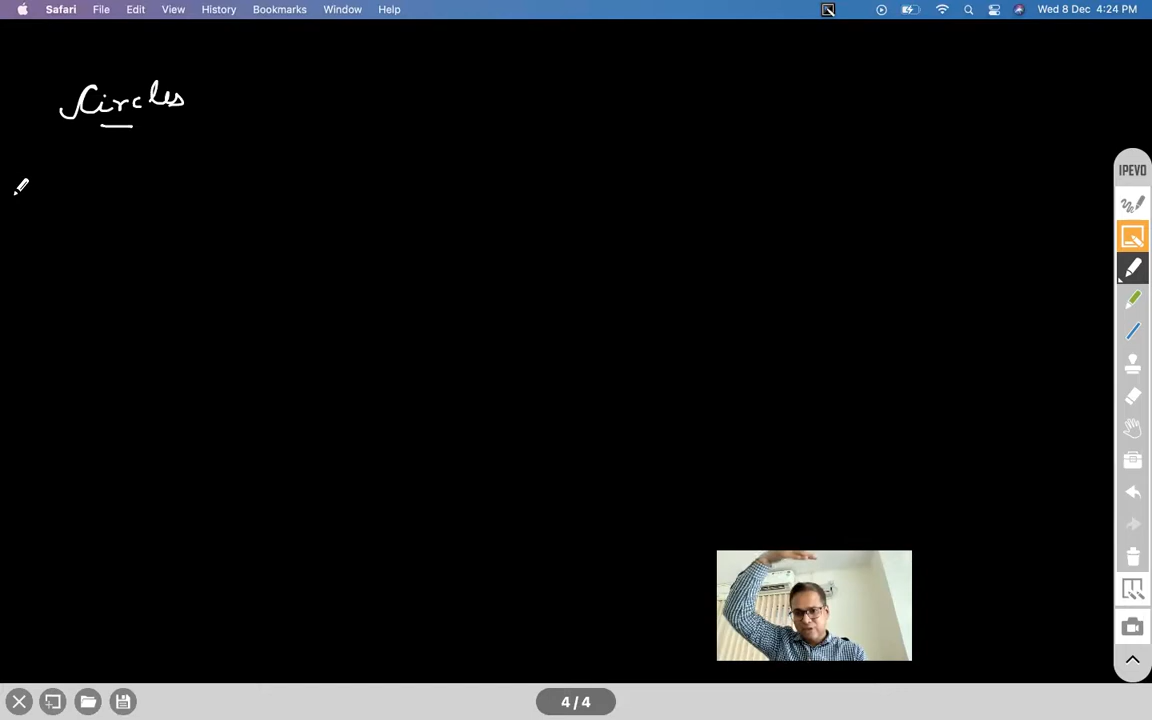 Safari File Edit View History Bookmarks Window Help Wed 8 Dec 4:24 PM
Circles
IPEVO
4 / 4